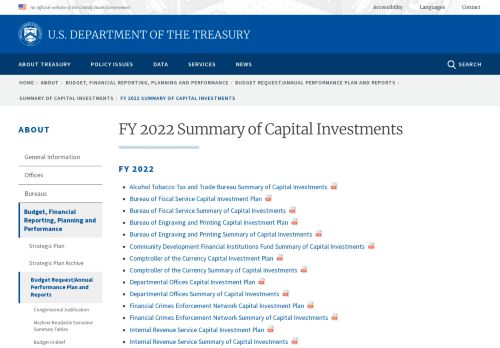 An official website of the United States Government
Accessibility Languages Contact
U.S. DEPARTMENT OF THE TREASURY
ABOUT TREASURY POLICY ISSUES DATA SERVICES NEWS SEARCH
HOME ABOUT BUDGET, FINANCIAL REPORTING, PLANNING AND PERFORMANCE BUDGET REQUEST/ANNUAL PERFORMANCE PLAN AND REPORTS
SUMMARY OF CAPITAL INVESTMENTS FY 2022 SUMMARY OF CAPITAL INVESTMENTS
ABOUT
General Information
Offices
Bureaus
Budget, Financial
Reporting, Planning and
Performance
Strategic Plan
Strategic Plan Archive
Budget Request/Annual
Performance Plan and
Reports
Congressional Justification
Machine Readable Executive
Summary Tables
Budget-in-Brief
FY 2022 Summary of Capital Investments
FY 2022
Alcohol Tobacco Tax and Trade Bureau Summary of Capital Investments
Bureau of Fiscal Service Capital Investment Plan
Bureau of Fiscal Service Summary of Capital Investments
Bureau of Engraving and Printing Capital Investment Plan
Bureau of Engraving and Printing Summary of Capital Investments
Community Development Financial Institutions Fund Summary of Capital Investments
Comptroller of the Currency Capital Investment Plan
Comptroller of the Currency Summary of Capital Investments
Departmental Offices Capital Investment Plan
Departmental Offices Summary of Capital Investments
Financial Crimes Enforcement Network Capital Investment Plan
Financial Crimes Enforcement Network Summary of Capital Investments
Internal Revenue Service Capital Investment Plan
Internal Revenue Service Summary of Capital Investments